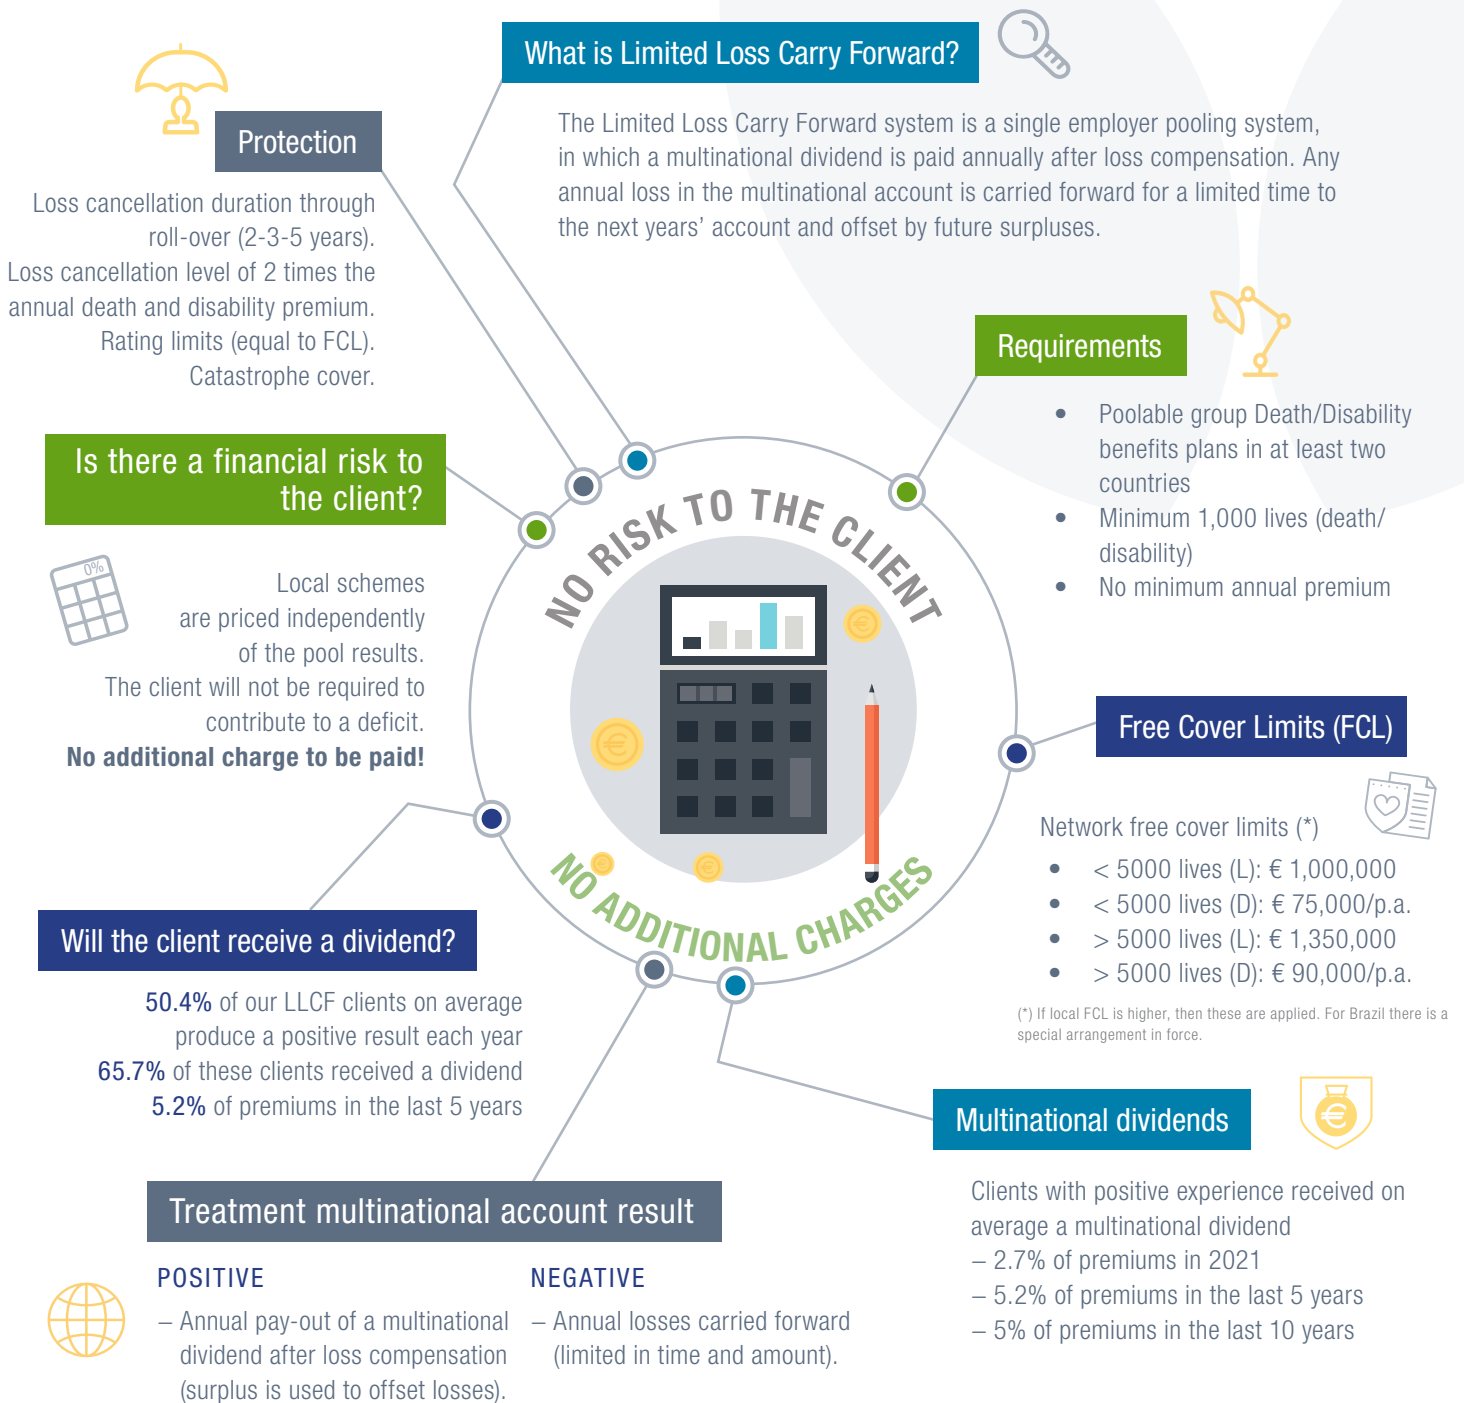 What is Limited Loss Carry Forward?
The Limited Loss Carry Forward system is a single employer pooling system,
in which a multinational dividend is paid annually after loss compensation. Any
annual loss in the multinational account is carried forward for a limited time to
the next years’ account and offset by future surpluses.
Protection
Loss cancellation duration through
roll-over (2-3-5 years).
Loss cancellation level of 2 times the
annual death and disability premium.
Rating limits (equal to FCL).
Catastrophe cover.
Requirements
• Poolable group Death/Disability
benefits plans in at least two
countries
• Minimum 1,000 lives (death/
disability)
• No minimum annual premium
Is there a financial risk to
the client?
0%
Local schemes
are priced independently
of the pool results.
The client will not be required to
contribute to a deficit.
No additional charge to be paid!
NO RISK TO THE CLIENT
€
€
€
€
NO ADDITIONAL CHARGES
Free Cover Limits (FCL)
Network free cover limits (*)
• < 5000 lives (L): € 1,000,000
• < 5000 lives (D): € 75,000/p.a.
• > 5000 lives (L): € 1,350,000
• > 5000 lives (D): € 90,000/p.a.
(*) If local FCL is higher, then these are applied. For Brazil there is a
special arrangement in force.
Will the client receive a dividend?
50.4% of our LLCF clients on average
produce a positive result each year
65.7% of these clients received a dividend
5.2% of premiums in the last 5 years
Multinational dividends
€
Clients with positive experience received on
average a multinational dividend
– 2.7% of premiums in 2021
– 5.2% of premiums in the last 5 years
– 5% of premiums in the last 10 years
Treatment multinational account result
POSITIVE
– Annual pay-out of a multinational
dividend after loss compensation
(surplus is used to offset losses).
NEGATIVE
– Annual losses carried forward
(limited in time and amount).